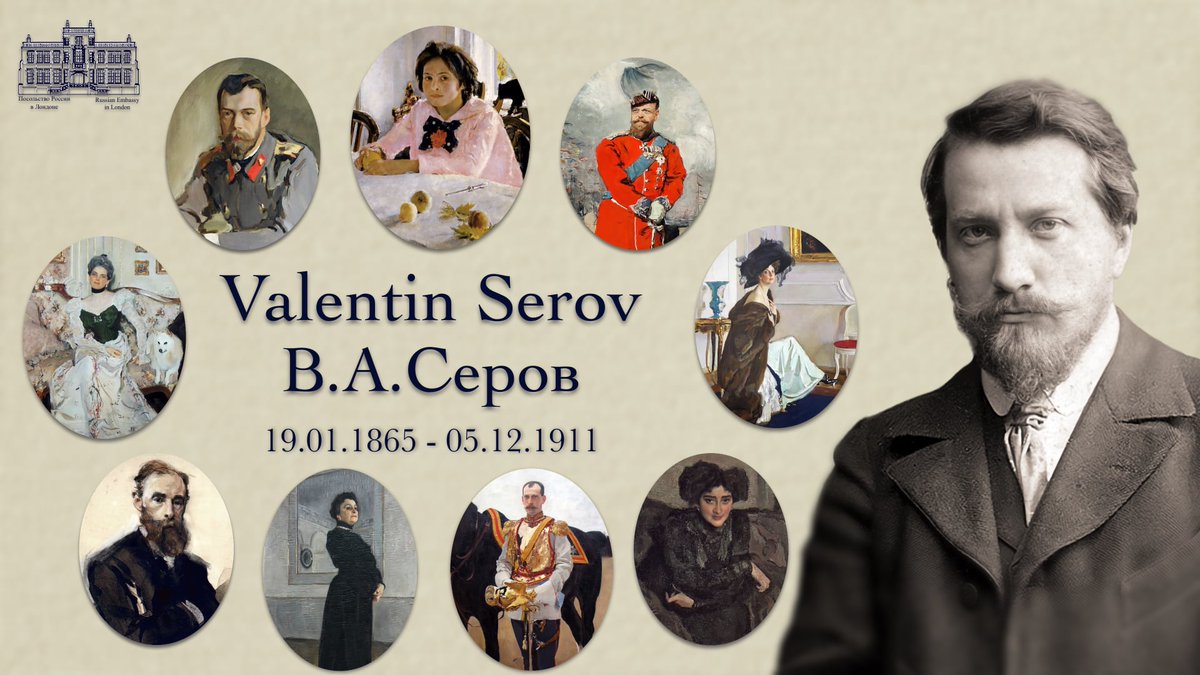 Посольство России
в Лондоне
Russian Embassy
in London
Valentin Serov
В.А.Серов
19.01.1865 - 05.12.1911